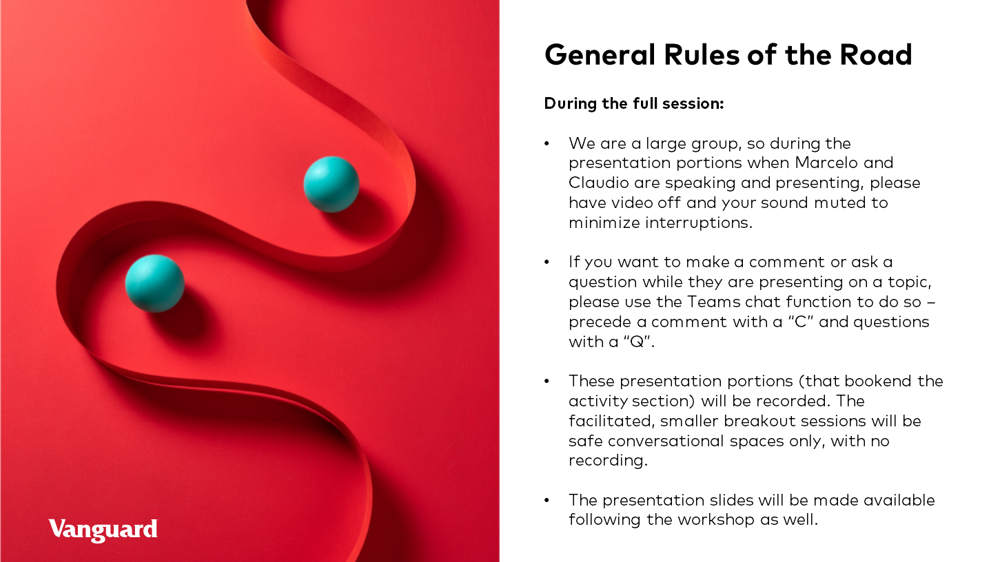 General Rules of the Road
During the full session:
• We are a large group, so during the
presentation portions when Marcelo and
Claudio are speaking and presenting, please
have video off and your sound muted to
minimize interruptions.
• If you want to make a comment or ask a
question while they are presenting on a topic,
please use the Teams chat function to do so –
precede a comment with a “C” and questions
with a “Q”.
• These presentation portions (that bookend the
activity section) will be recorded. The
facilitated, smaller breakout sessions will be
safe conversational spaces only, with no
recording.
• The presentation slides will be made available
following the workshop as well.
Vanguard